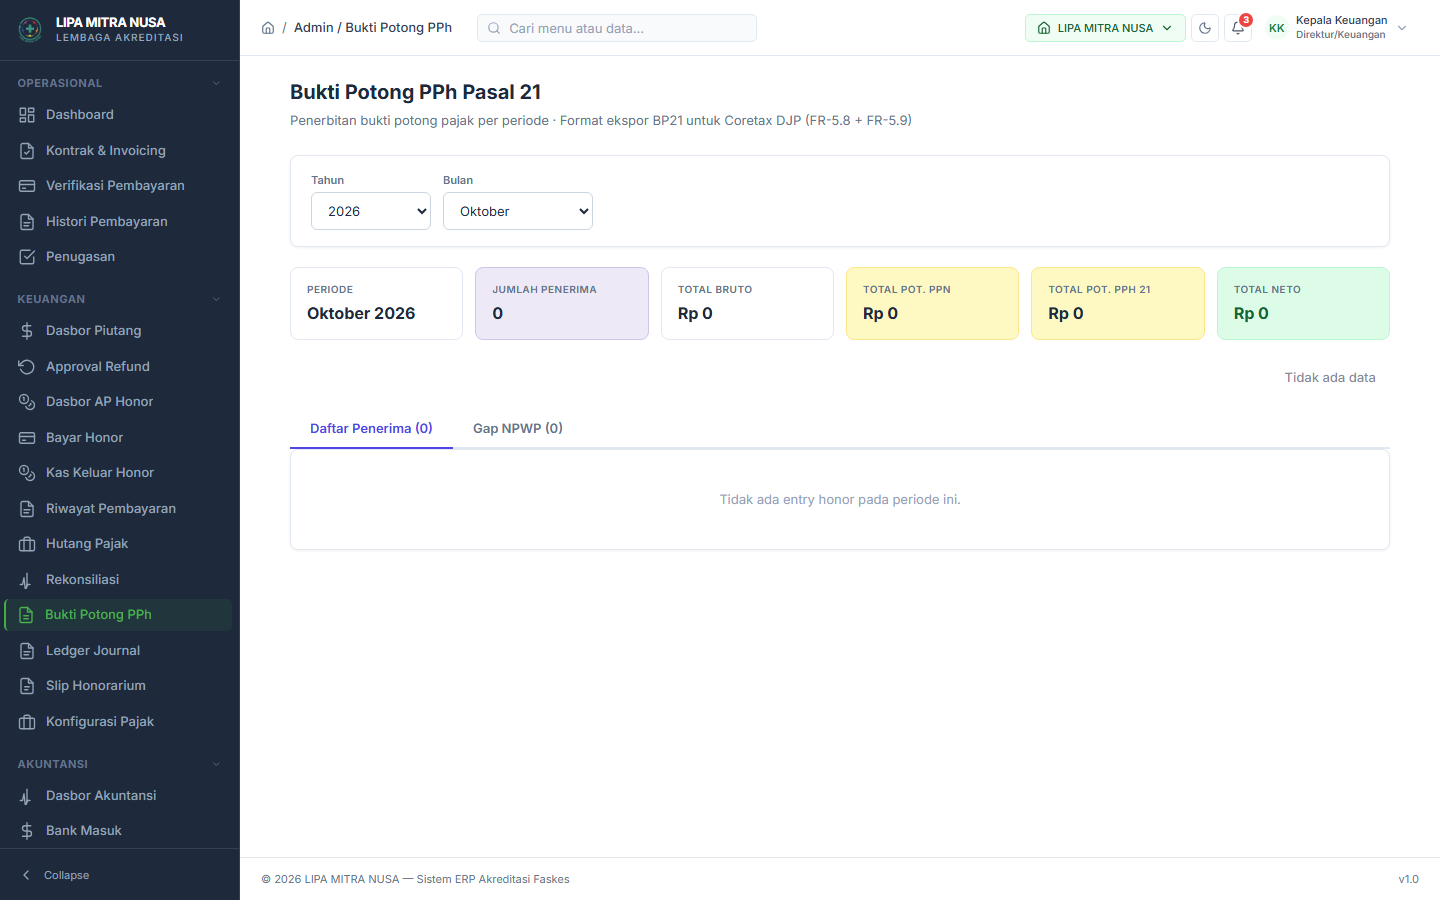 LIPA MITRA NUSA
LEMBAGA AKREDITASI
OPERASIONAL
Dashboard
Kontrak & Invoicing
Verifikasi Pembayaran
Histori Pembayaran
Penugasan
KEUANGAN
Dasbor Piutang
Approval Refund
Dasbor AP Honor
Bayar Honor
Kas Keluar Honor
Riwayat Pembayaran
Hutang Pajak
Rekonsiliasi
Bukti Potong PPh
Ledger Journal
Slip Honorarium
Konfigurasi Pajak
AKUNTANSI
Dasbor Akuntansi
Bank Masuk
Collapse
/ Admin / Bukti Potong PPh
Cari menu atau data...
LIPA MITRA NUSA
3
KK
Kepala Keuangan
Direktur/Keuangan
Bukti Potong PPh Pasal 21
Penerbitan bukti potong pajak per periode · Format ekspor BP21 untuk Coretax DJP (FR-5.8 + FR-5.9)
Tahun Bulan
2026 Oktober
PERIODE
Oktober 2026
JUMLAH PENERIMA
0
TOTAL BRUTO
Rp 0
TOTAL POT. PPN
Rp 0
TOTAL POT. PPH 21
Rp 0
TOTAL NETO
Rp 0
Tidak ada data
Daftar Penerima (0) Gap NPWP (0)
Tidak ada entry honor pada periode ini.
© 2026 LIPA MITRA NUSA — Sistem ERP Akreditasi Faskes
v1.0